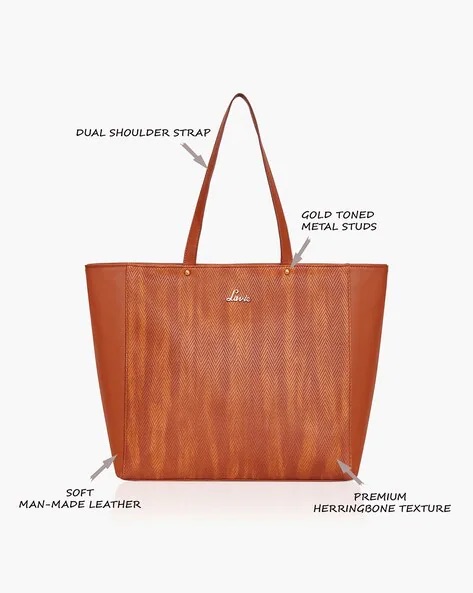 DUAL SHOULDER STRAP
GOLD TONED
METAL STUDS
Lavie
SOFT
MAN-MADE LEATHER
PREMIUM
HERRINGBONE TEXTURE